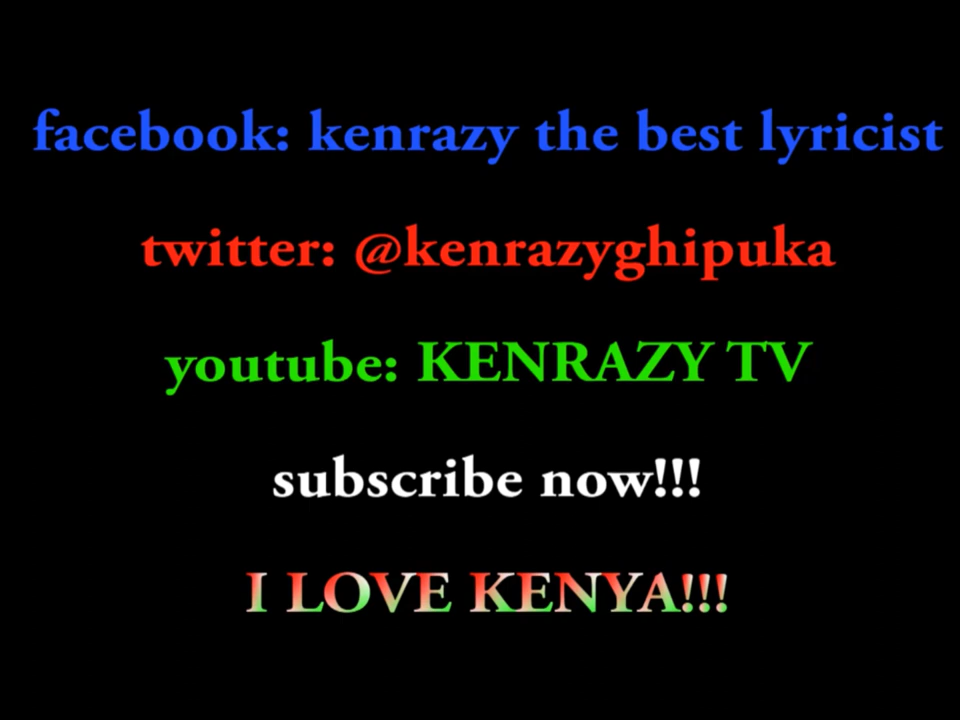 facebook: kenrazy the best lyricist
twitter: @kenrazyghipuka
youtube: KENRAZY TV
subscribe now!!!
I LOVE KENYA!!!